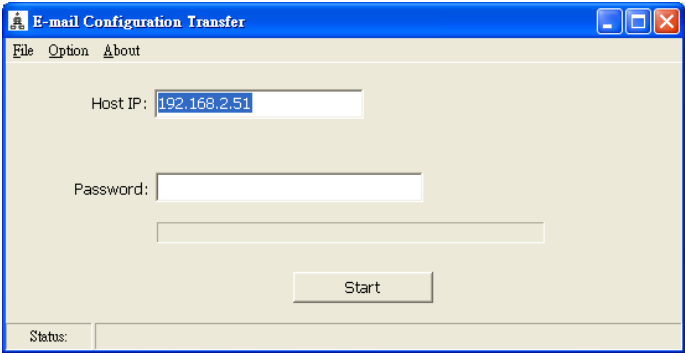 E-mail Configuration Transfer
File Option About
Host IP: 192.168.2.51
Password:
Start
Status: